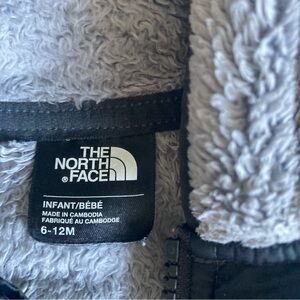 THE
NORTH
FACE
®
INFANT/BÉBÉ
MADE IN CAMBODIA
FABRIQUÉ AU CAMBODGE
6-12M